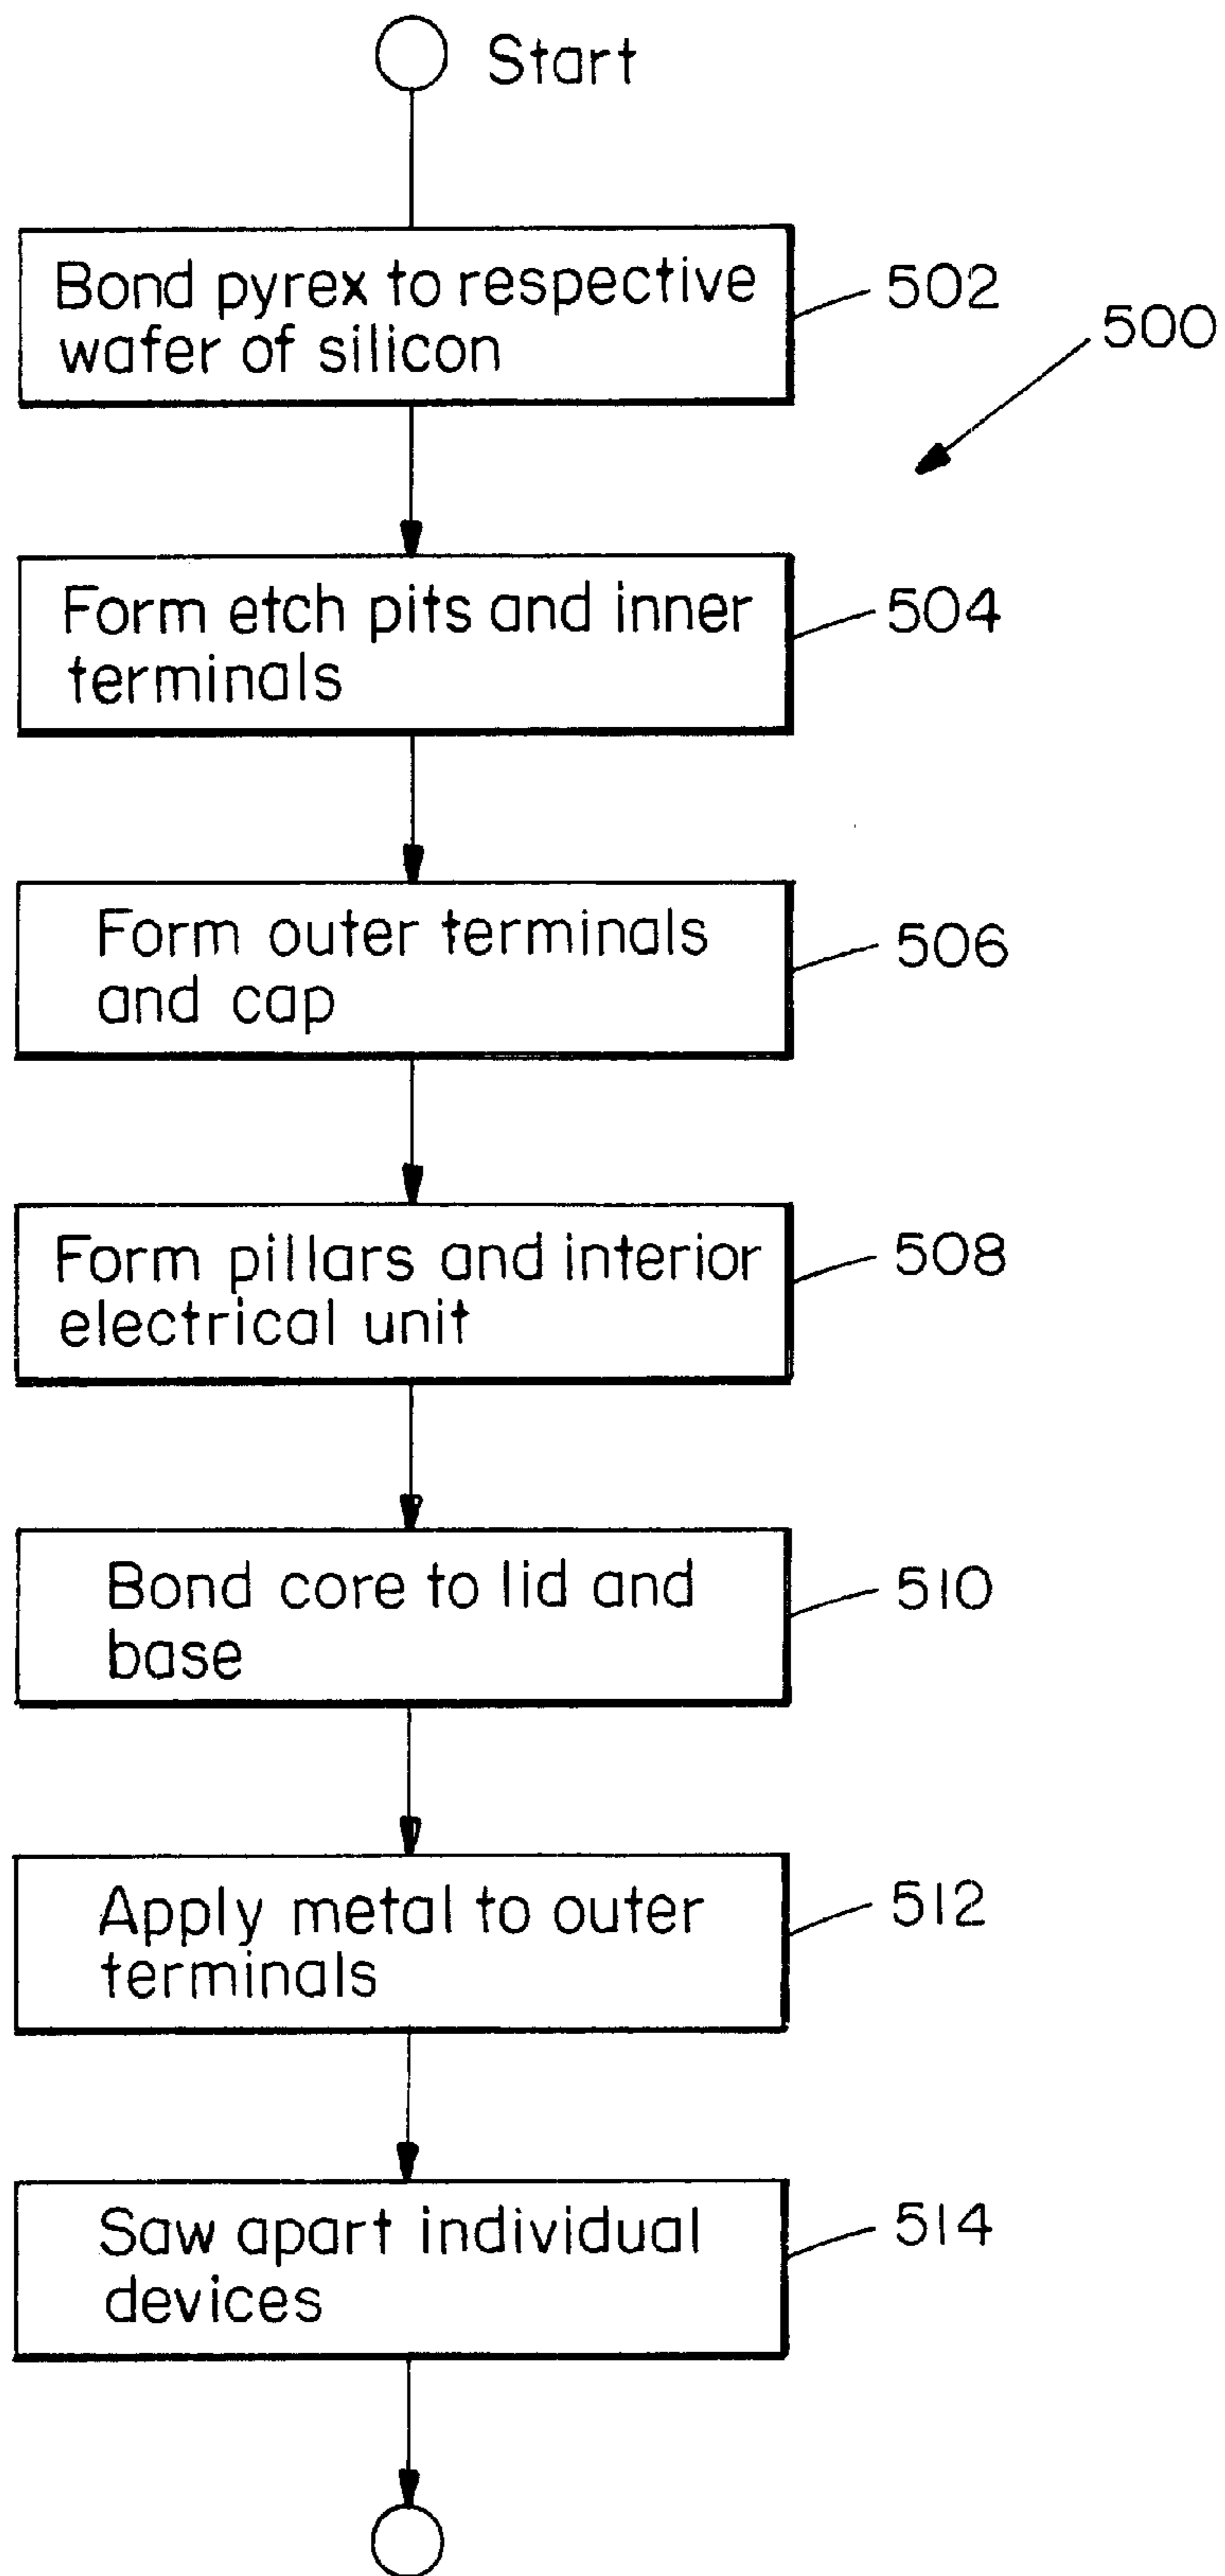 Start
Bond pyrex to respective
wafer of silicon
502
500
Form etch pits and inner
terminals
504
Form outer terminals
and cap
506
Form pillars and interior
electrical unit
508
Bond core to lid and
base
510
Apply metal to outer
terminals
512
Saw apart individual
devices
514